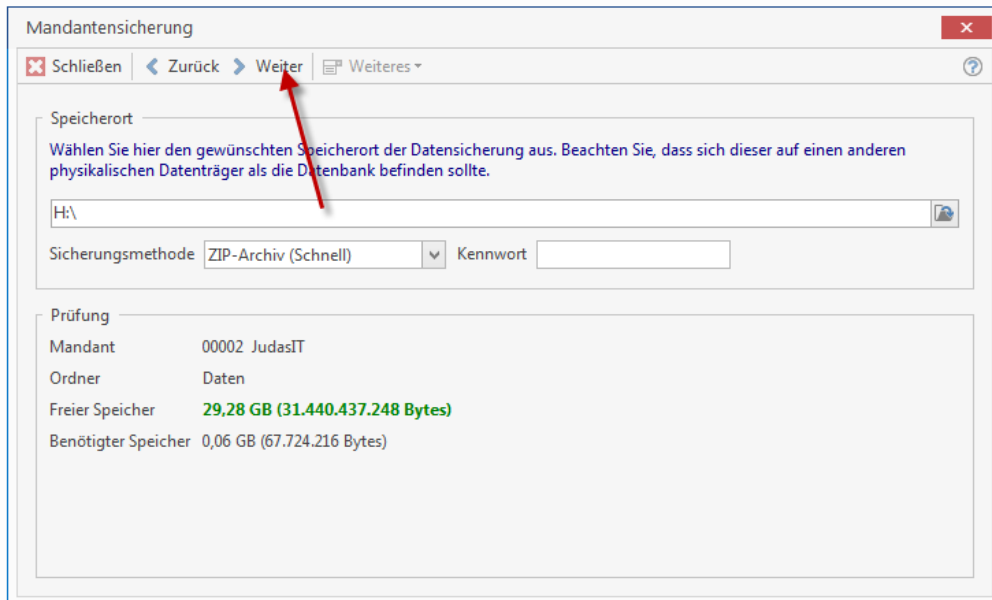 Mandantensicherung
Schließen Zurück Weiter Weiteres
Speicherort
Wählen Sie hier den gewünschten Speicherort der Datensicherung aus. Beachten Sie, dass sich dieser auf einen anderen
physikalischen Datenträger als die Datenbank befinden sollte.
H:\
Sicherungsmethode ZIP-Archiv (Schnell) Kennwort
Prüfung
Mandant 00002 JudasIT
Ordner Daten
Freier Speicher 29,28 GB (31.440.437.248 Bytes)
Benötigter Speicher 0,06 GB (67.724.216 Bytes)